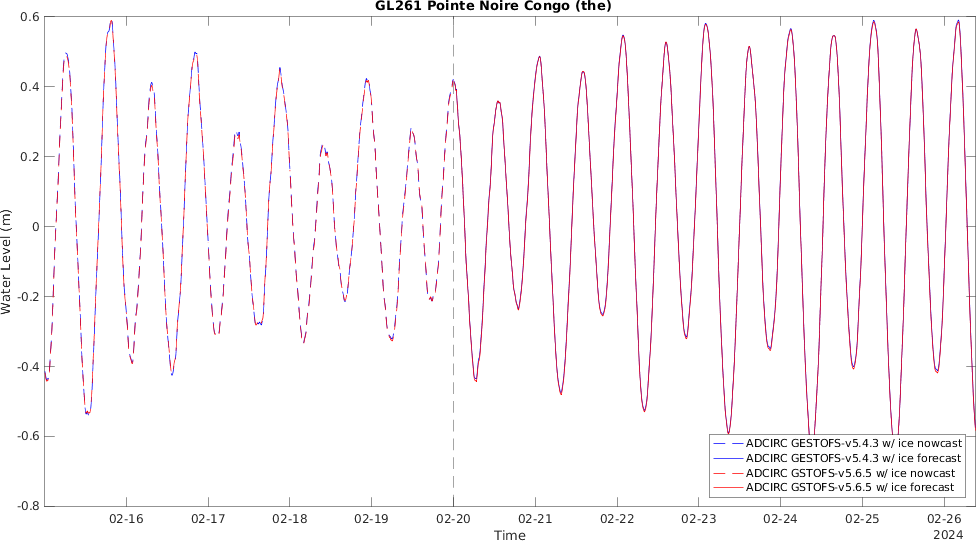 GL261 Pointe Noire Congo (the)
0.6
0.4
0.2
0
-0.2
-0.4
-0.6
-0.8
Water Level (m)
ADCIRC GESTOFS-v5.4.3 w/ ice nowcast
ADCIRC GESTOFS-v5.4.3 w/ ice forecast
ADCIRC GSTOFS-v5.6.5 w/ ice nowcast
ADCIRC GSTOFS-v5.6.5 w/ ice forecast
02-16 02-17 02-18 02-19 02-20 02-21 02-22 02-23 02-24 02-25 02-26
Time
2024